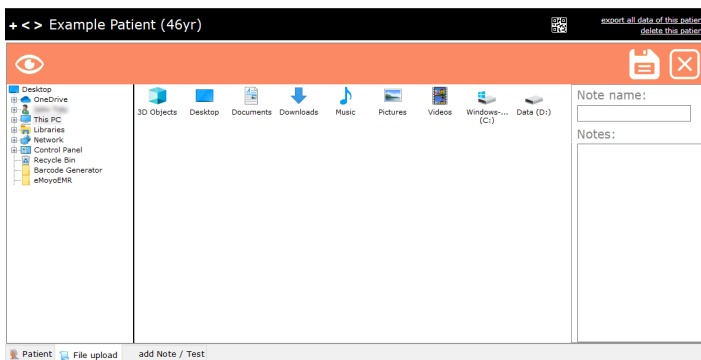 + < > Example Patient (46yr)
export all data of this patien
delete this patien
Desktop
OneDrive
This PC
Libraries
Network
Control Panel
Recycle Bin
Barcode Generator
eMoyoEMR
3D Objects
Desktop
Documents
Downloads
Music
Pictures
Videos
Windows-... (C:)
Data (D:)
Note name:
Notes:
Patient
File upload
add Note / Test